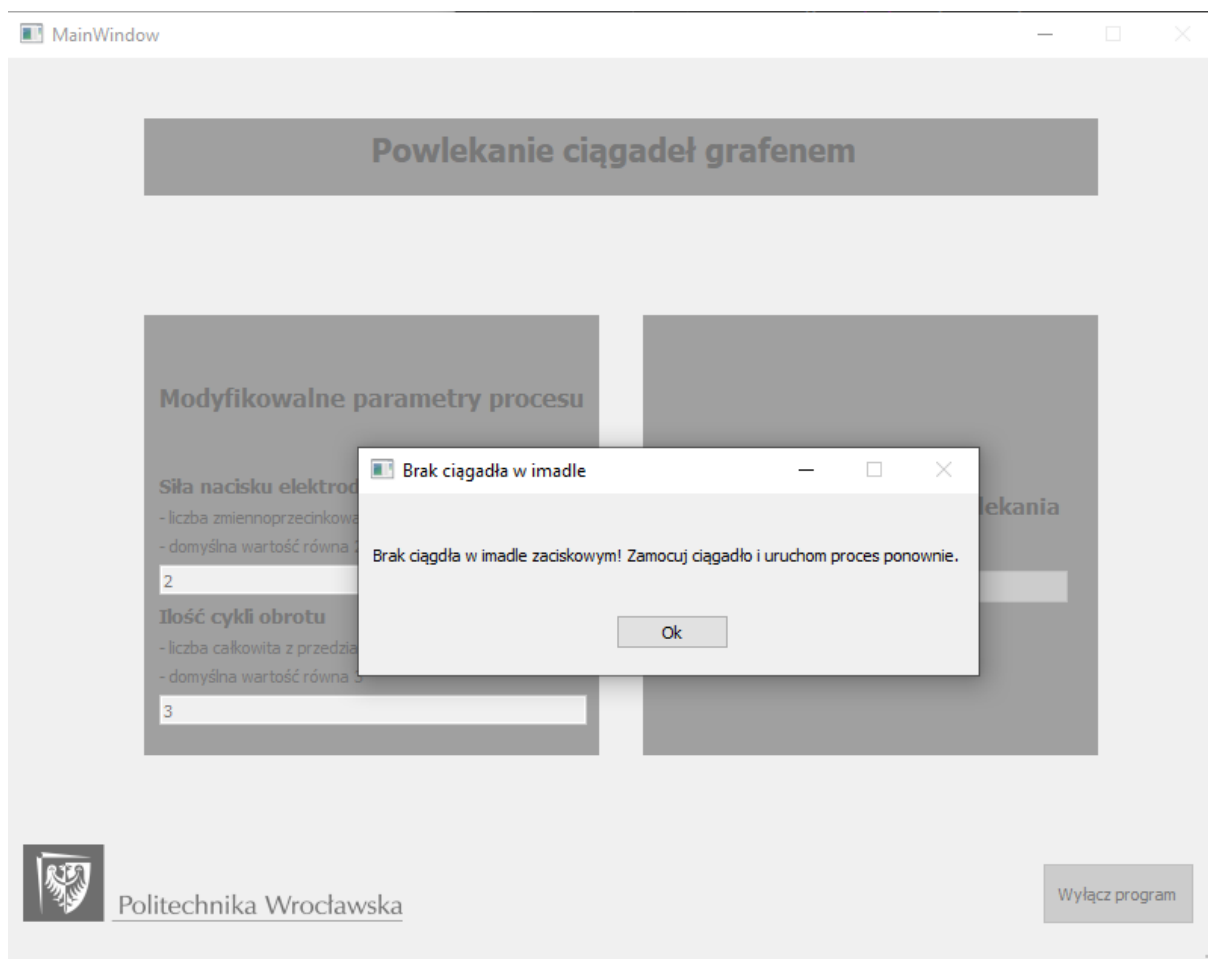 MainWindow
Powlekanie ciągadeł grafenem
Modyfikowalne parametry procesu
Siła nacisku elektrod
- liczba zmiennoprzecinkowa
- domyślna wartość równa
2
Ilość cykli obrotu
- liczba całkowita z
- domyślna wartość równa 3
3
Brak ciągadła w imadle
Brak ciągdła w imadle zaciskowym! Zamocuj ciągadło i uruchom proces ponownie.
Ok
lekania
Politechnika Wrocławska
Wyłącz program